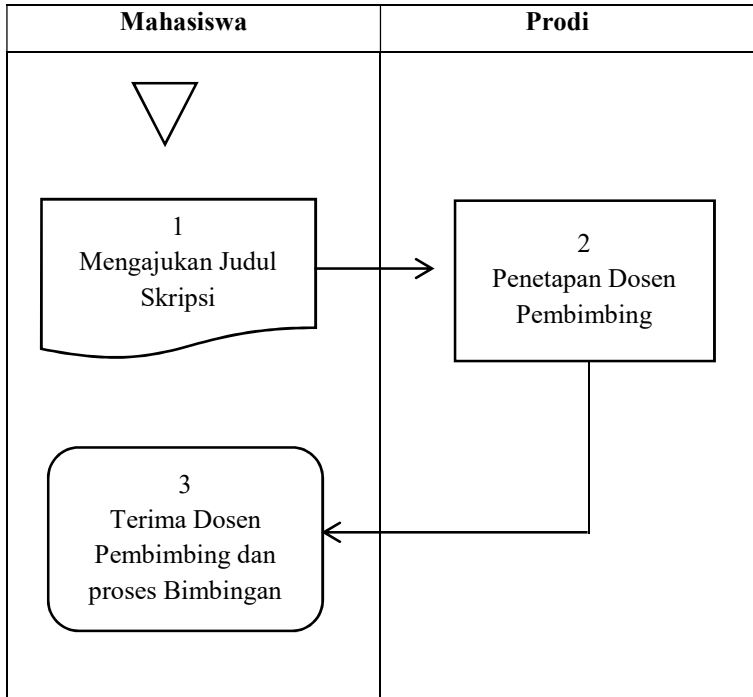 Mahasiswa
Prodi
1
Mengajukan Judul
Skripsi
2
Penetapan Dosen
Pembimbing
3
Terima Dosen
Pembimbing dan
proses Bimbingan